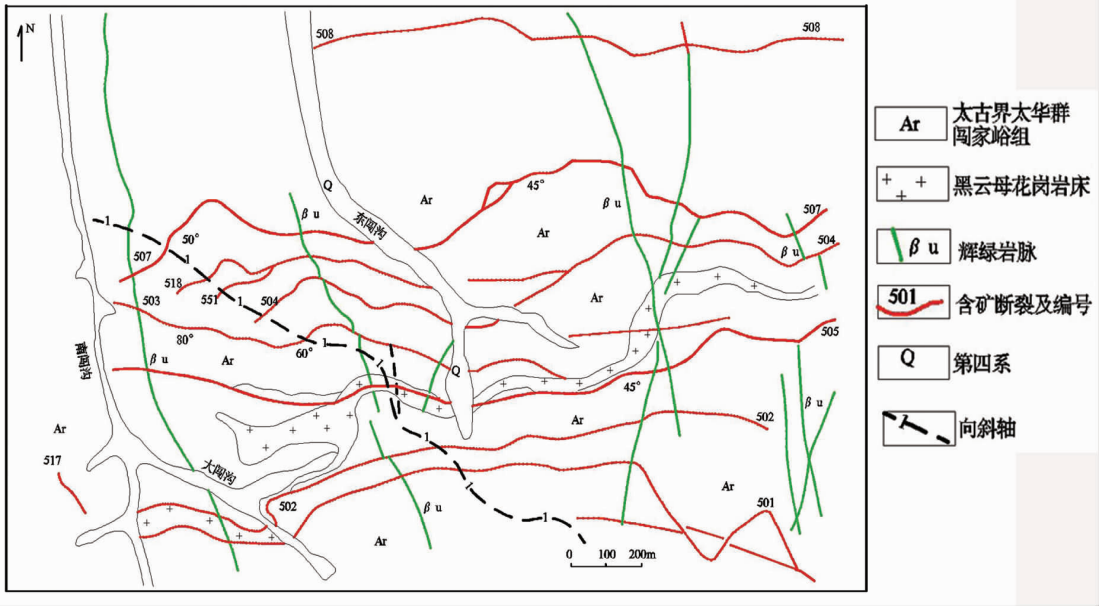 N
508
508
Q
Ar
45°
βu
507
βu
东闯沟
Ar
βu
504
50°
507
518
551
504
503
Ar
505
80°
60°
βu
Ar
Q
45°
南闯沟
βu
502
Ar
Ar
517
大闯沟
502
βu
Ar
501
Ar
0 100 200m
1
1
1
1
1
1
1
1
Ar
太古界太华群
闾家峪组
黑云母花岗岩床
βu
辉绿岩脉
501
含矿断裂及编号
Q
第四系
1
向斜轴